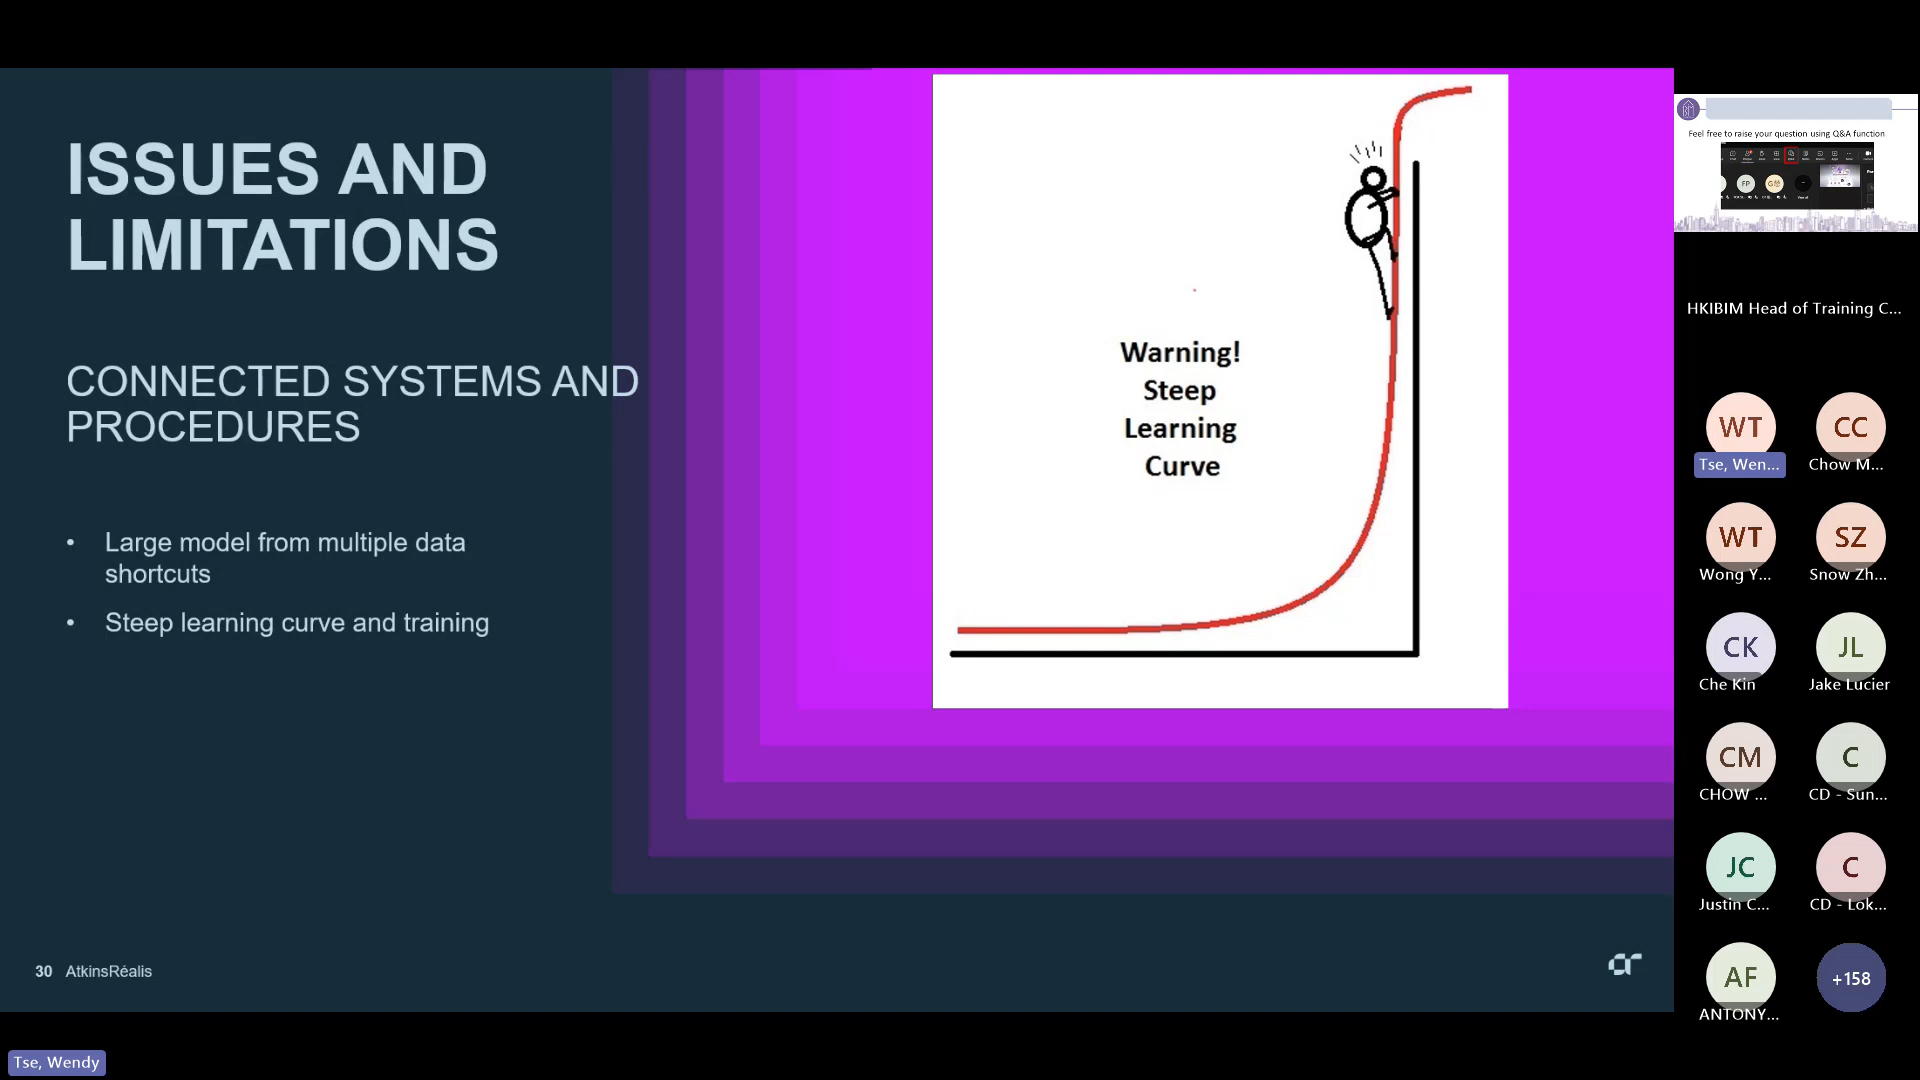 ISSUES AND
LIMITATIONS
CONNECTED SYSTEMS AND
PROCEDURES
• Large model from multiple data
shortcuts
• Steep learning curve and training
Warning!
Steep
Learning
Curve
30 AtkinsRéalis
Feel free to raise your question using Q&A function
FP
HKIBIM Head of Training C...
WT
Tse, Wen...
CC
Chow M...
WT
Wong Y...
SZ
Snow Zh...
CK
Che Kin
JL
Jake Lucier
CM
CHOW ...
C
CD - Sun...
JC
Justin C...
C
CD - Lok...
AF
ANTONY...
+158
Tse, Wendy